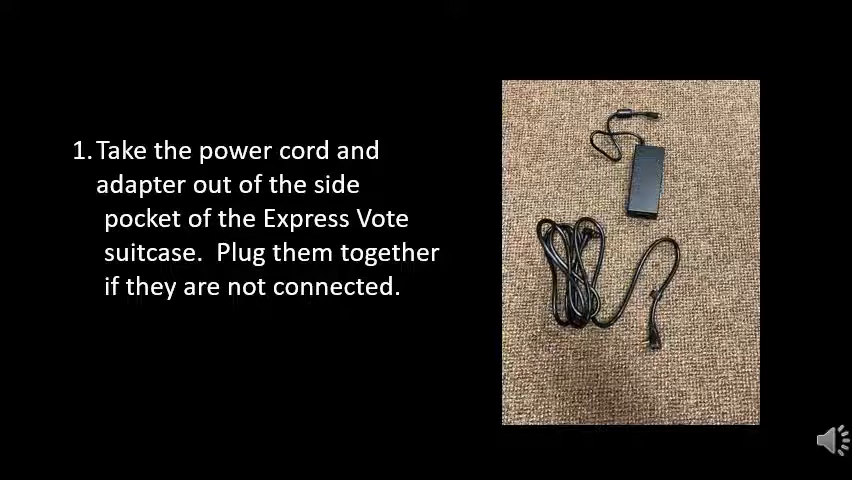 1. Take the power cord and
adapter out of the side
pocket of the Express Vote
suitcase.  Plug them together
if they are not connected.